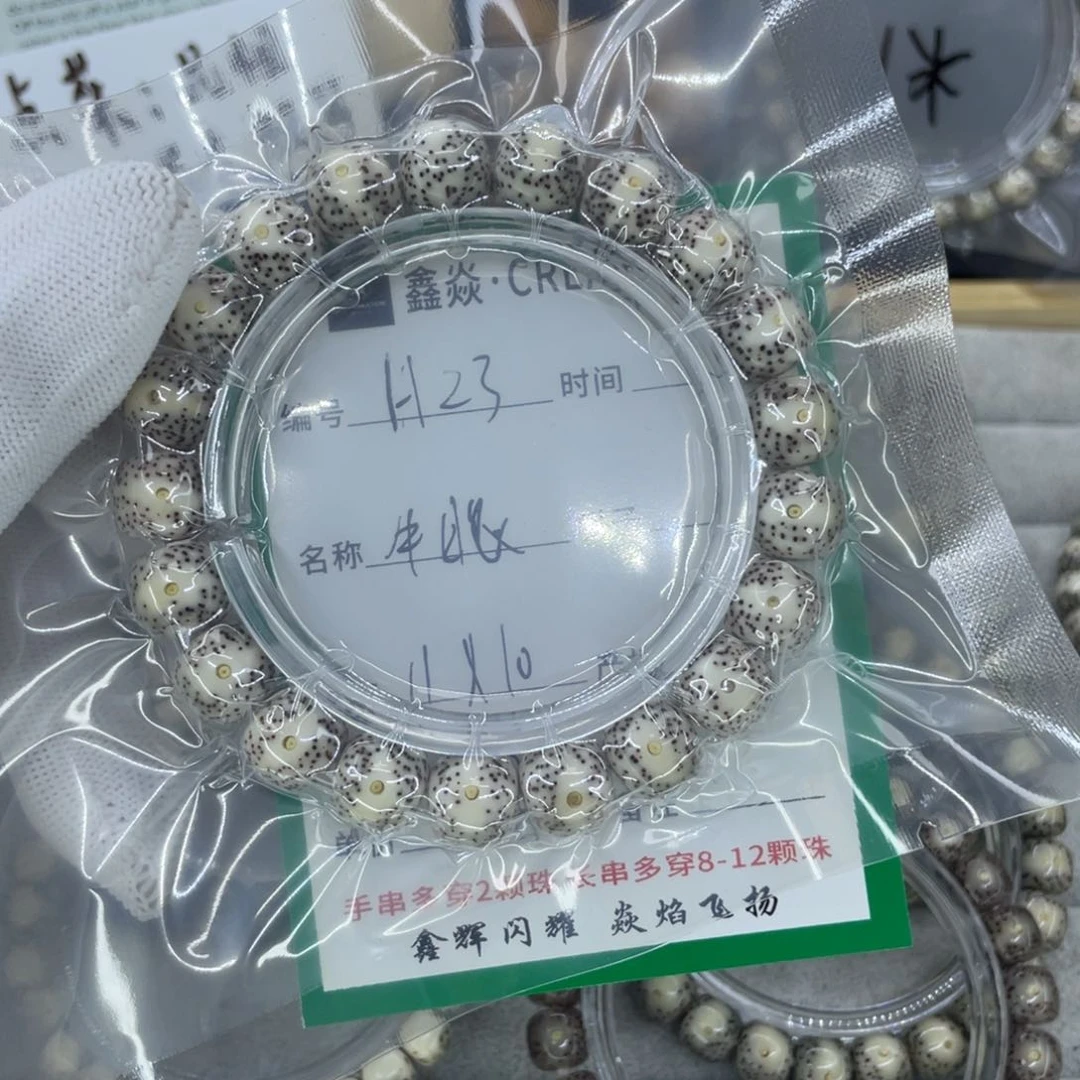 鑫焱·CRE
编号 H23 时间
名称 牛眼
11X10
手串多穿2颗珠 长串多穿8-12颗珠
鑫辉闪耀 焱焰飞扬